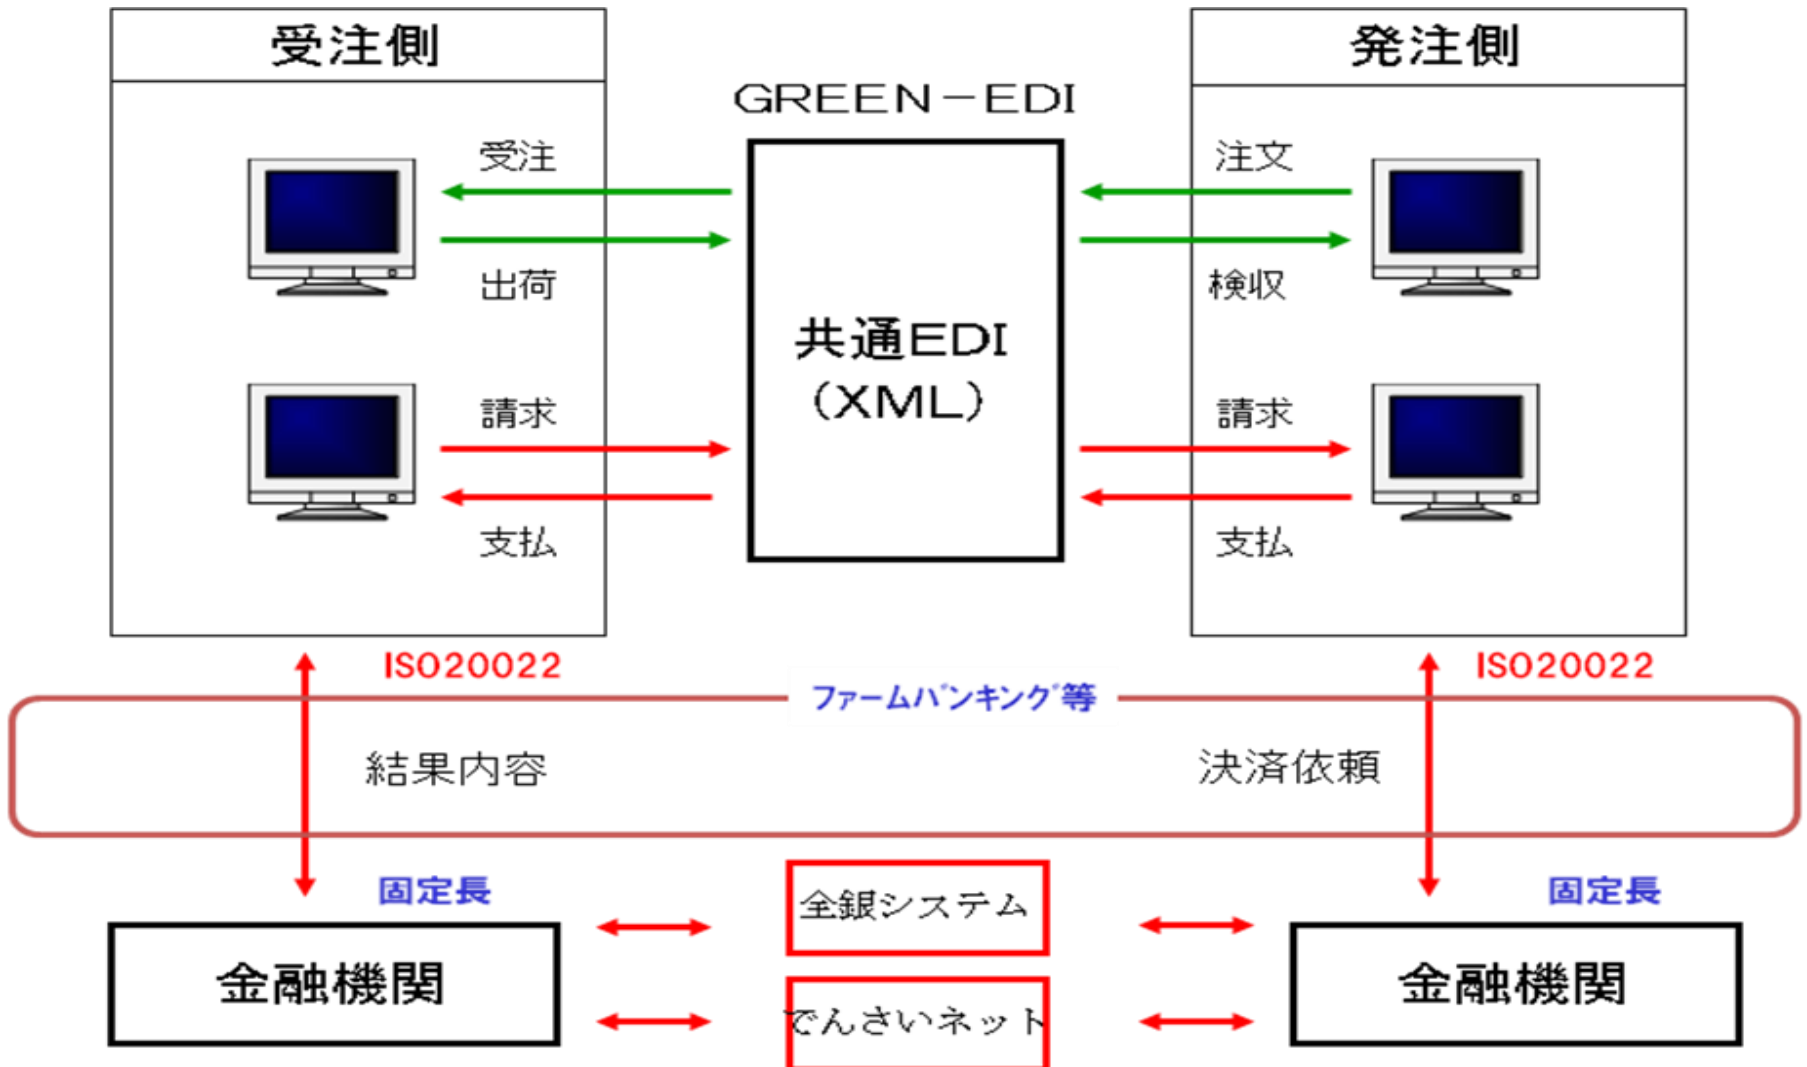 受注側
発注側
GREEN－EDI
受注
注文
出荷
検収
共通EDI
（XML）
請求
請求
支払
支払
ISO20022
ISO20022
ファームバンキング等
結果内容
決済依頼
固定長
固定長
全銀システム
金融機関
金融機関
でんさいネット